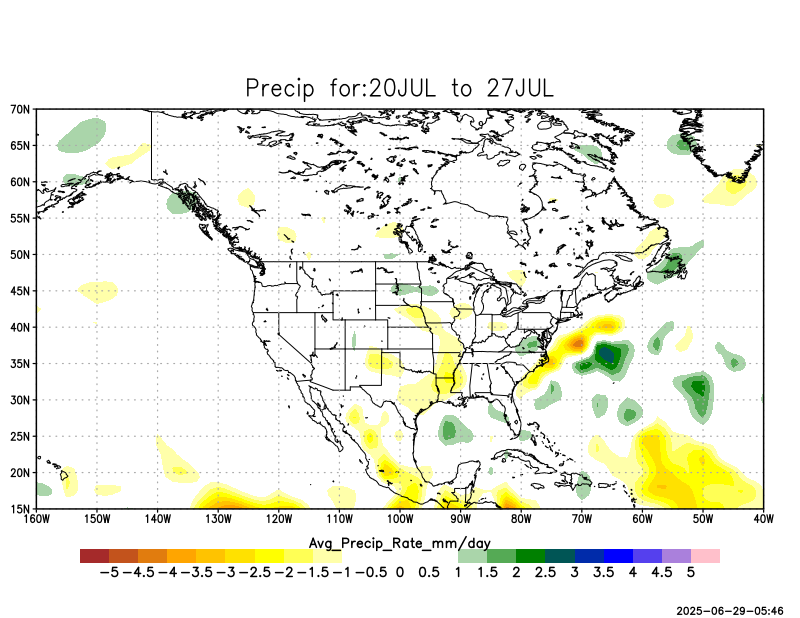 Precip for:20JUL to 27JUL
70N
65N
60N
55N
50N
45N
40N
35N
30N
25N
20N
15N
160W 150W 140W 130W 120W 110W 100W 90W 80W 70W 60W 50W 40W
Avg_Precip_Rate_mm/day
-5 -4.5 -4 -3.5 -3 -2.5 -2 -1.5 -1 -0.5 0 0.5 1 1.5 2 2.5 3 3.5 4 4.5 5
2025-06-29-05:46